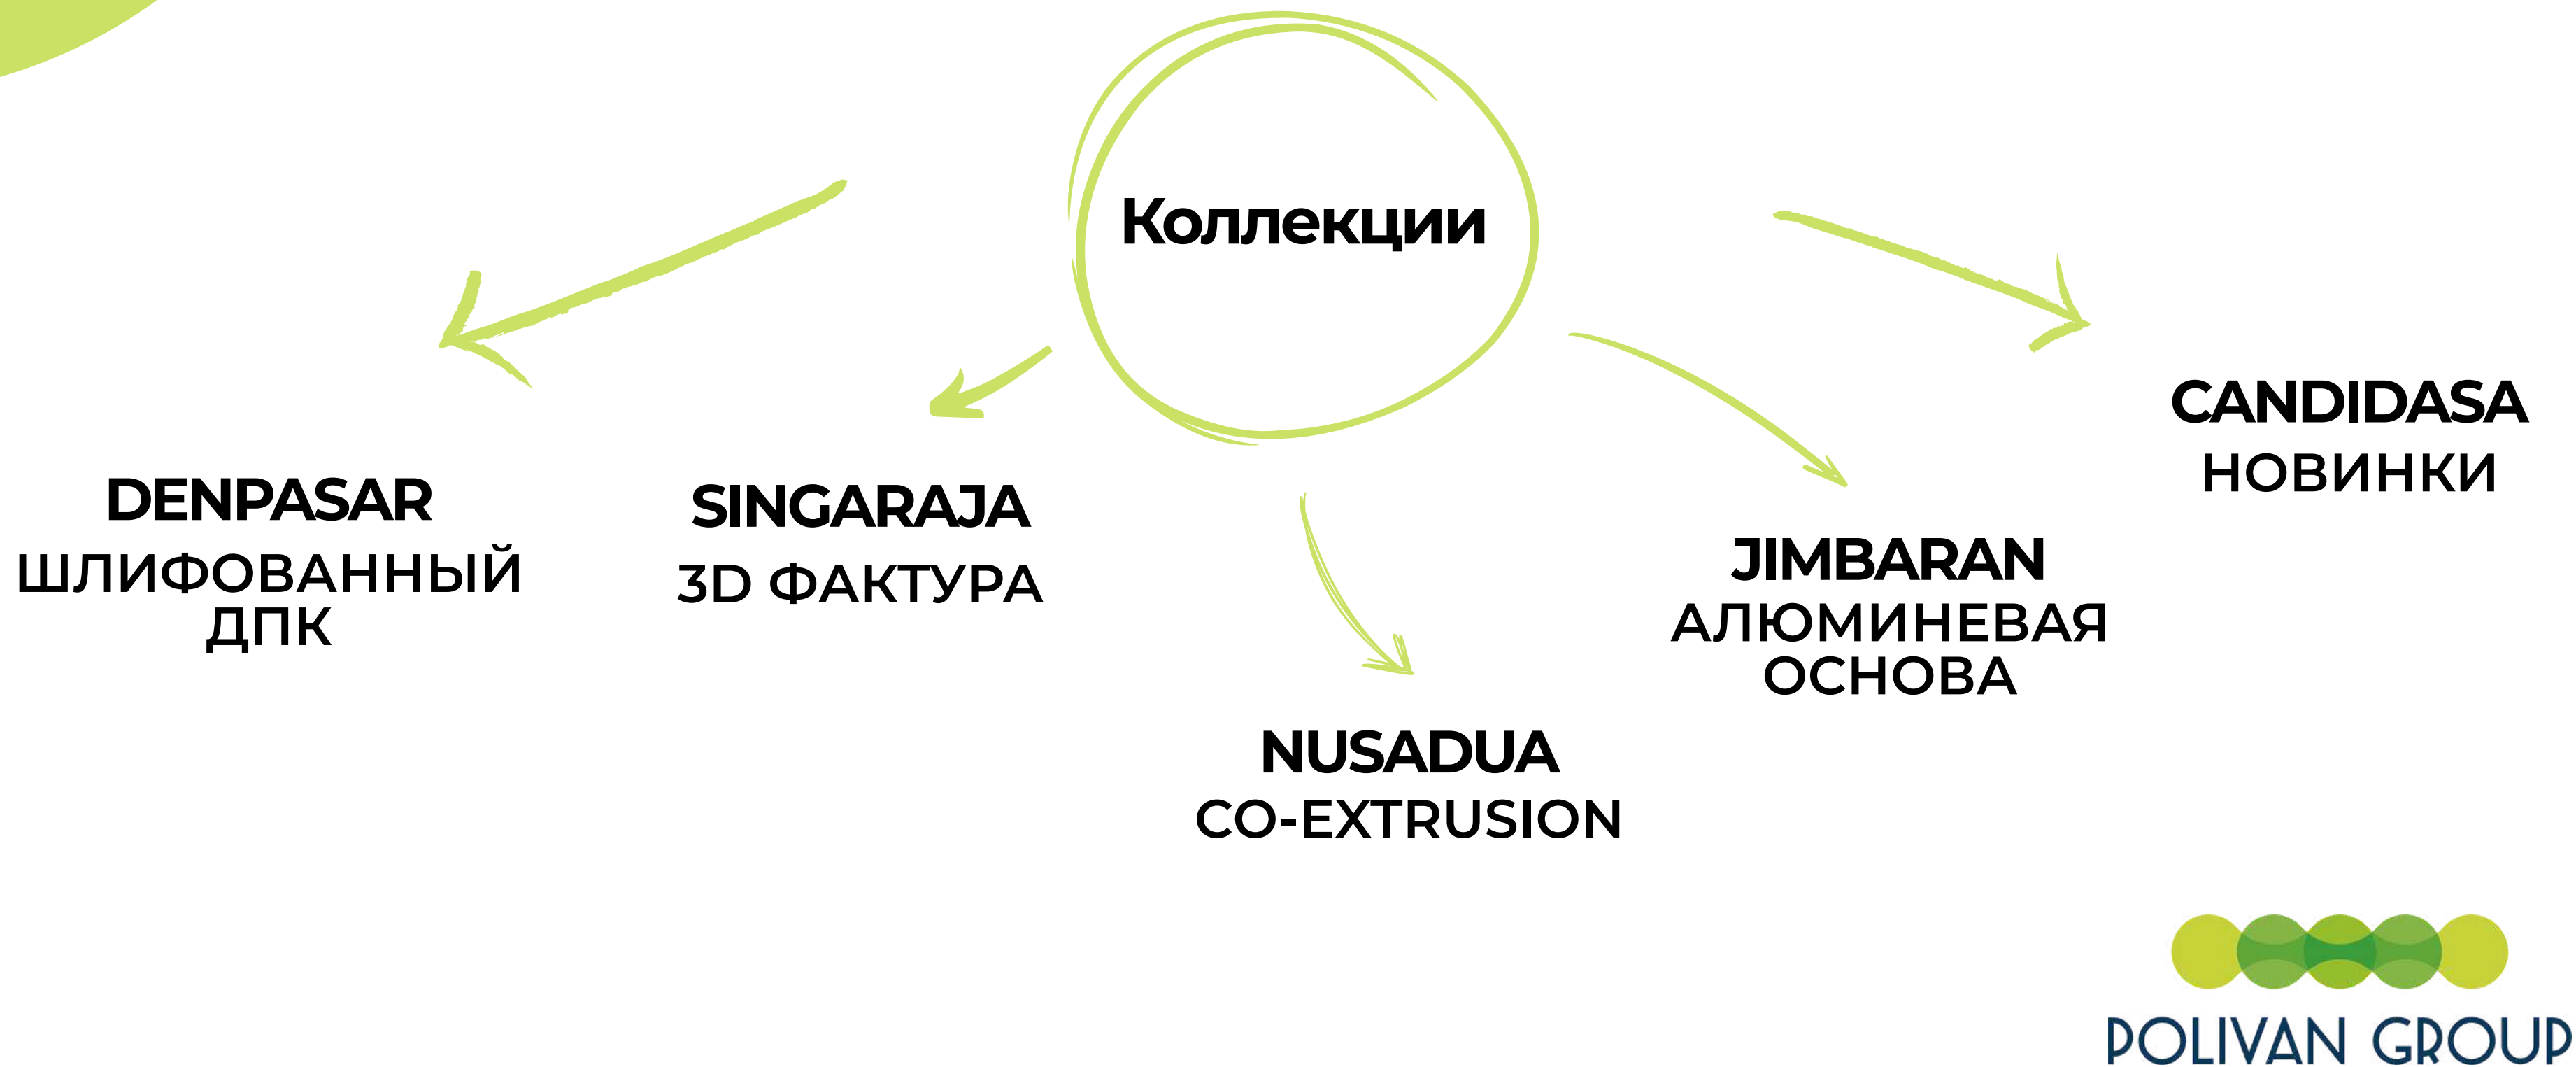 Коллекции
DENPASAR
ШЛИФОВАННЫЙ
ДПК
SINGARAJA
3D ФАКТУРА
NUSADUA
CO-EXTRUSION
JIMBARAN
АЛЮМИНЕВАЯ
ОСНОВА
CANDIDASA
НОВИНКИ
POLIVAN GROUP